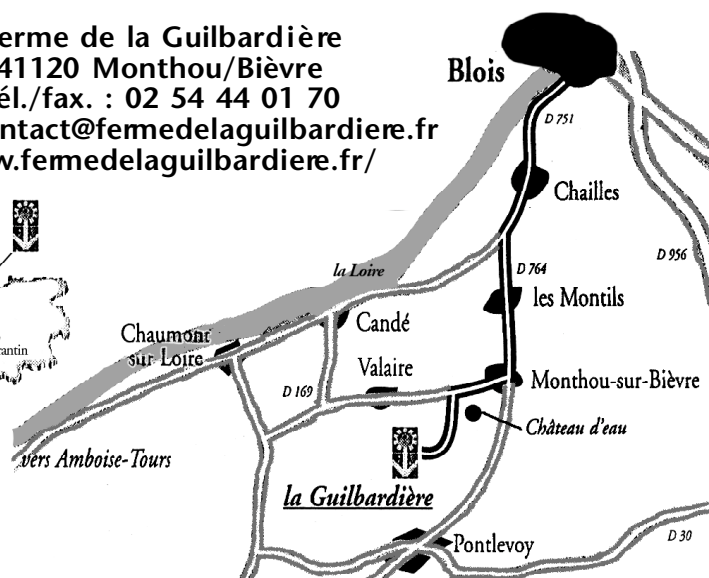 erme de la Guilbardière
41120 Monthou/Bièvre
él./fax. : 02 54 44 01 70
ntact@fermedelaguilbardiere.fr
w.fermedelaguilbardiere.fr/
Blois
D 751
Chailles
D 956
la Loire
D 764
les Montils
Candé
Chaumont
sur Loire
rantin
Valaire
D 169
Monthou-sur-Bièvre
Château d'eau
vers Amboise-Tours
la Guilbardière
Pontlevoy
D 30